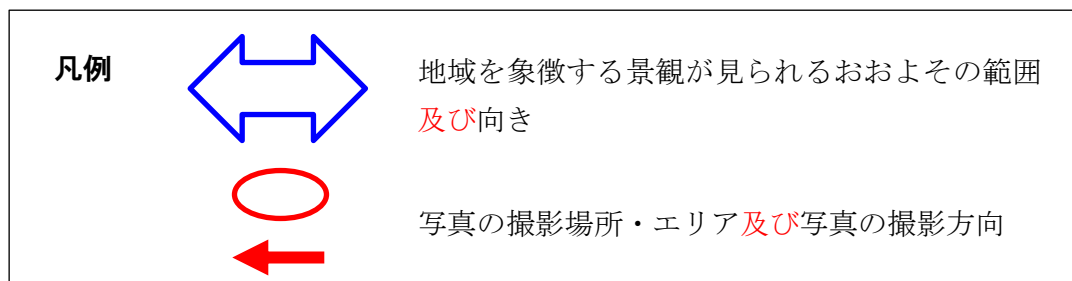 凡例
地域を象徴する景観が見られるおおよその範囲
及び向き
写真の撮影場所・エリア及び写真の撮影方向